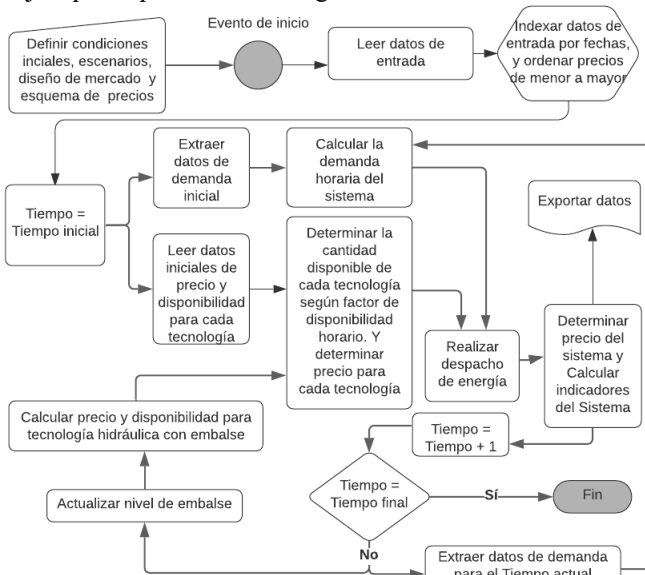 Definir condiciones
inciales, escenarios,
diseño de mercado y
esquema de precios
Evento de inicio
Leer datos de
entrada
Indexar datos de
entrada por fechas,
y ordenar precios
de menor a mayor
Tiempo =
Tiempo inicial
Extraer
datos de
demanda
inicial
Calcular la
demanda
horaria del
sistema
Leer datos
iniciales de
precio y
disponibilidad
para cada
tecnología
Determinar la
cantidad
disponible de
cada tecnología
según factor de
disponibilidad
horario. Y
determinar
precio para
cada tecnología
Exportar datos
Realizar
despacho
de energía
Determinar
precio del
sistema y
Calcular
indicadores
del Sistema
Calcular precio y disponibilidad para
tecnología hidráulica con embalse
Tiempo =
Tiempo + 1
Actualizar nivel de embalse
Tiempo =
Tiempo final
Sí
Fin
No
Extraer datos de demanda
para el Tiempo actual